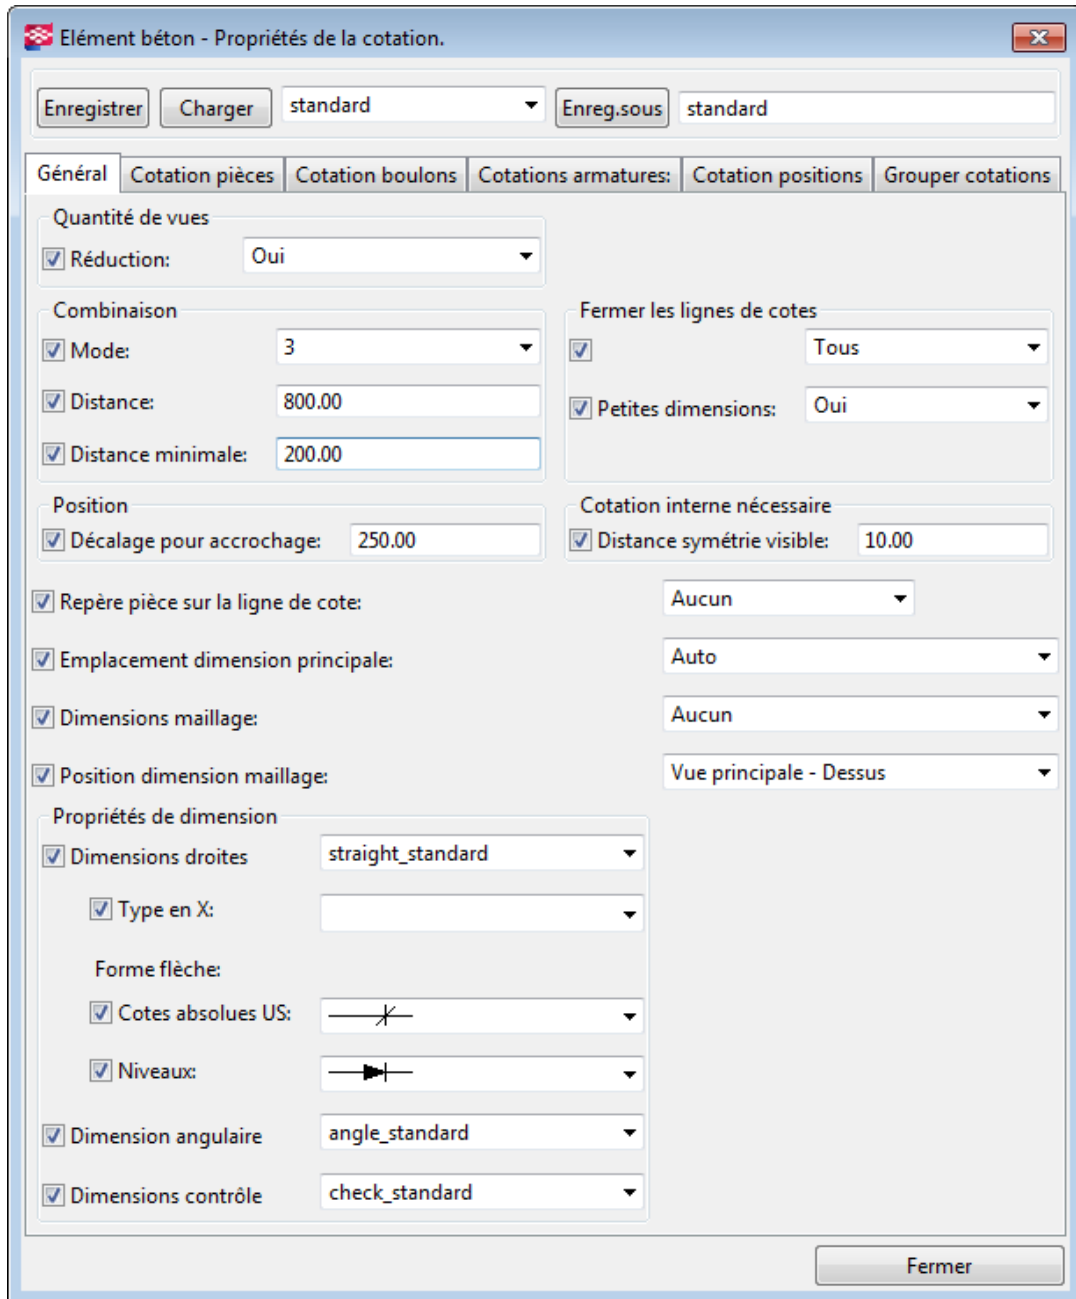 Elément béton - Propriétés de la cotation.
Enregistrer Charger standard Enreg.sous standard
Général Cotation pièces Cotation boulons Cotations armatures: Cotation positions Grouper cotations
Quantité de vues
Réduction: Oui
Combinaison
Mode: 3
Distance: 800.00
Distance minimale: 200.00
Fermer les lignes de cotes
Tous
Petites dimensions: Oui
Position
Décalage pour accrochage: 250.00
Cotation interne nécessaire
Distance symétrie visible: 10.00
Repère pièce sur la ligne de cote: Aucun
Emplacement dimension principale: Auto
Dimensions maillage: Aucun
Position dimension maillage: Vue principale - Dessus
Propriétés de dimension
Dimensions droites straight_standard
Type en X:
Forme flèche:
Cotes absolues US:
Niveaux:
Dimension angulaire angle_standard
Dimensions contrôle check_standard
Fermer